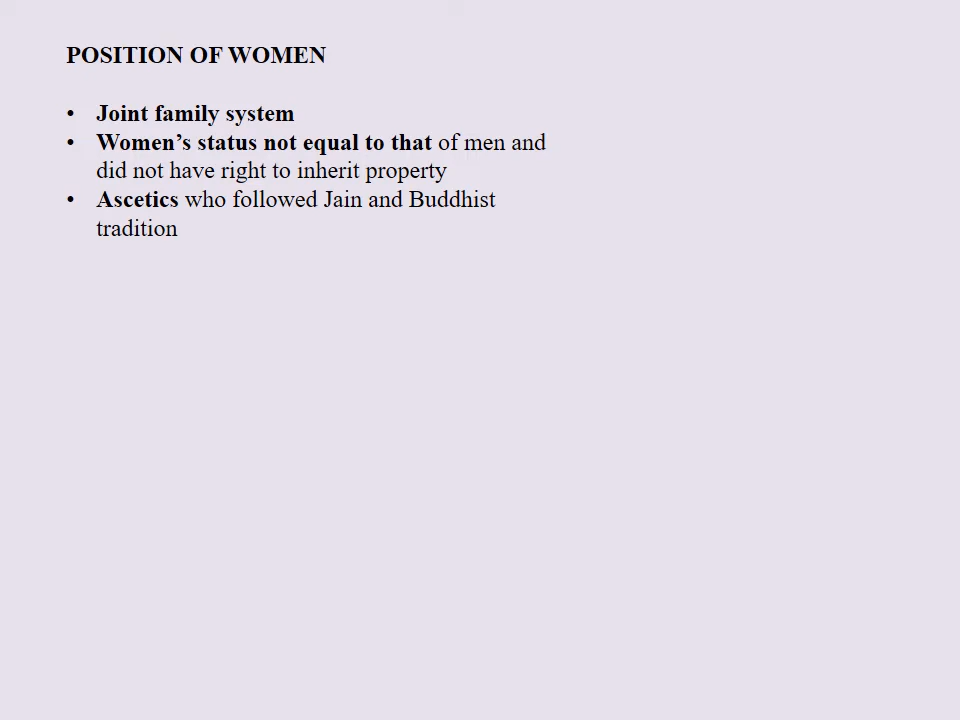 POSITION OF WOMEN
• Joint family system
• Women’s status not equal to that of men and
did not have right to inherit property
• Ascetics who followed Jain and Buddhist
tradition